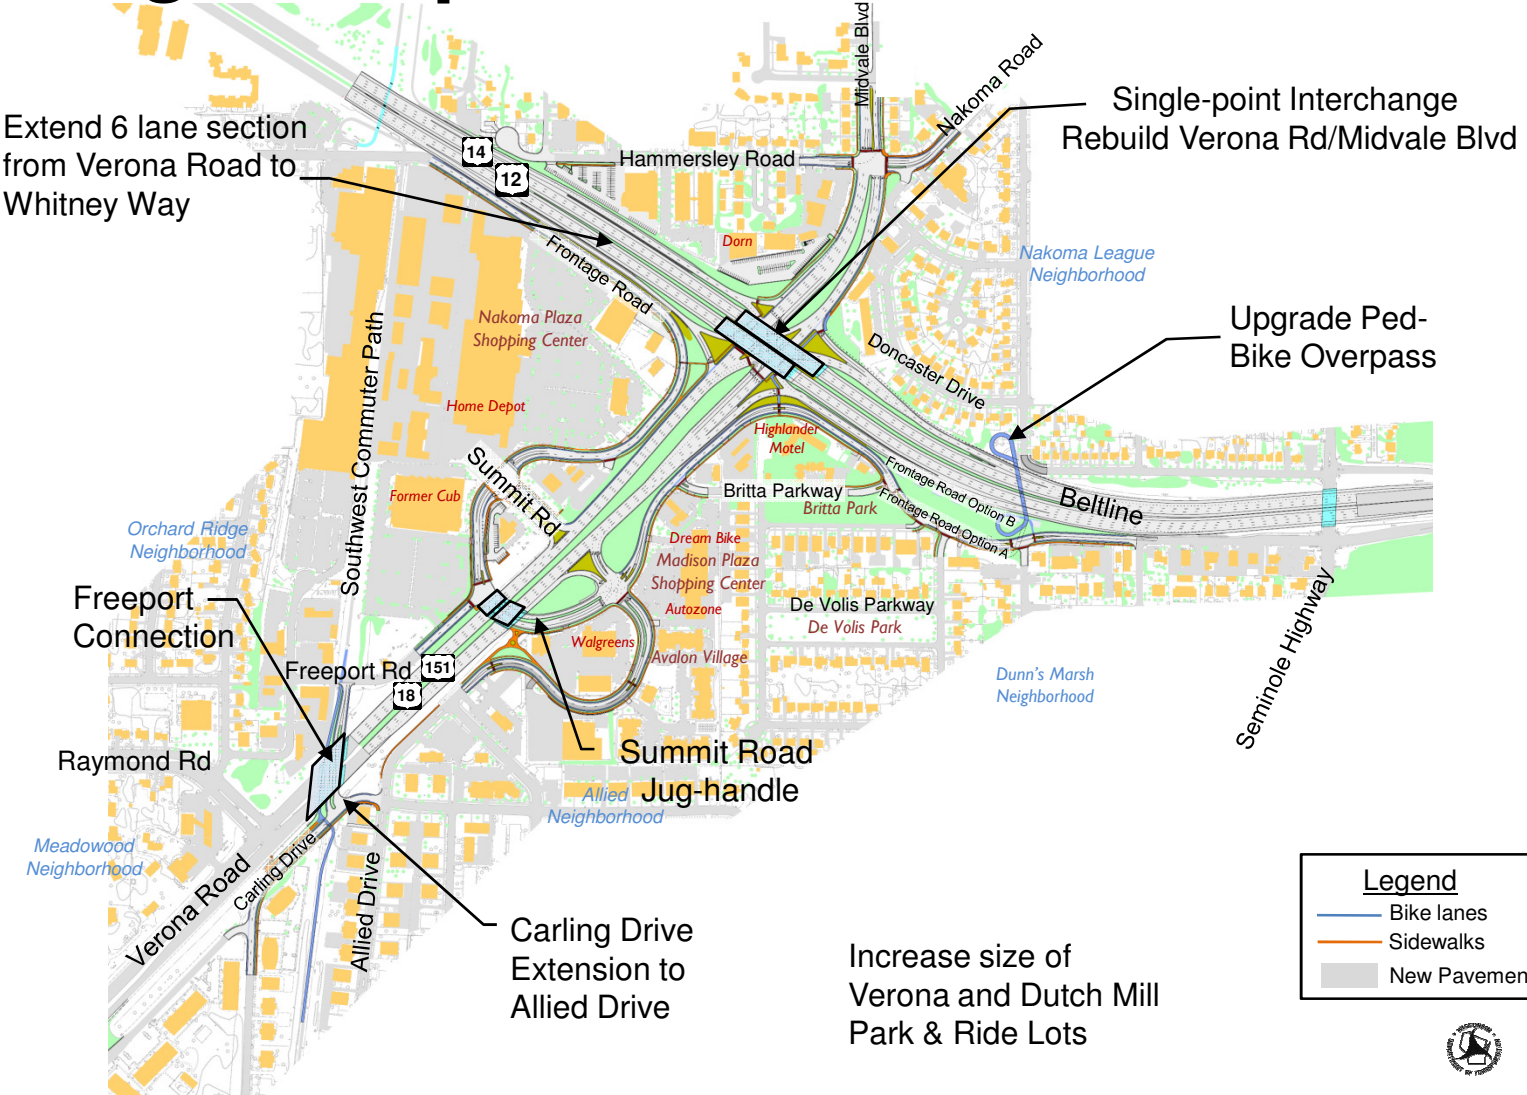 Midvale Blvd
Nakoma Road
Single-point Interchange
Rebuild Verona Rd/Midvale Blvd
Extend 6 lane section
from Verona Road to
Whitney Way
14
12
Hammersley Road
Dorn
Frontage Road
Nakoma League
Neighborhood
Nakoma Plaza
Shopping Center
Upgrade Ped-
Bike Overpass
Doncaster Drive
Southwest Commuter Path
Home Depot
Highlander
Motel
Summit Rd
Former Cub
Britta Parkway
Britta Park
Frontage Road Option B
Frontage Road Option A
Beltline
Orchard Ridge
Neighborhood
Dream Bike
Madison Plaza
Shopping Center
Autozone
De Volis Parkway
De Volis Park
Seminole Highway
Freeport
Connection
Walgreens
Avalon Village
Freeport Rd
151
18
Dunn's Marsh
Neighborhood
Raymond Rd
Summit Road
Jug-handle
Allied
Neighborhood
Meadowood
Neighborhood
Verona Road
Carling Drive
Allied Drive
Carling Drive
Extension to
Allied Drive
Increase size of
Verona and Dutch Mill
Park & Ride Lots
Legend
Bike lanes
Sidewalks
New Pavemen